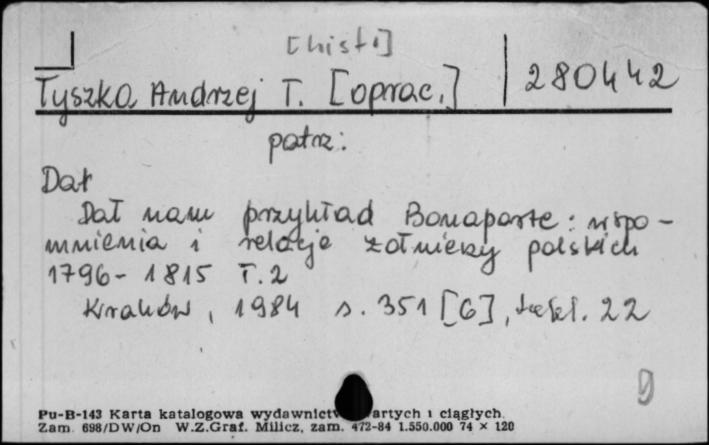 [hist.]
Tyszka Andrzej T. [oprac.] 280442
patrz:
Dał
Dał nam przykład Bonaparte: wspo-
mnienia i relacje żołnierzy polskich
1796-1815 T.2
Kraków, 1984 s. 351 [6], tabl. 22
Pu-B-143 Karta katalogowa wydawnict artych i ciągłych.
Zam. 698/DW/On W.Z.Graf. Milicz, zam. 472-84 1.550.000 74 × 120